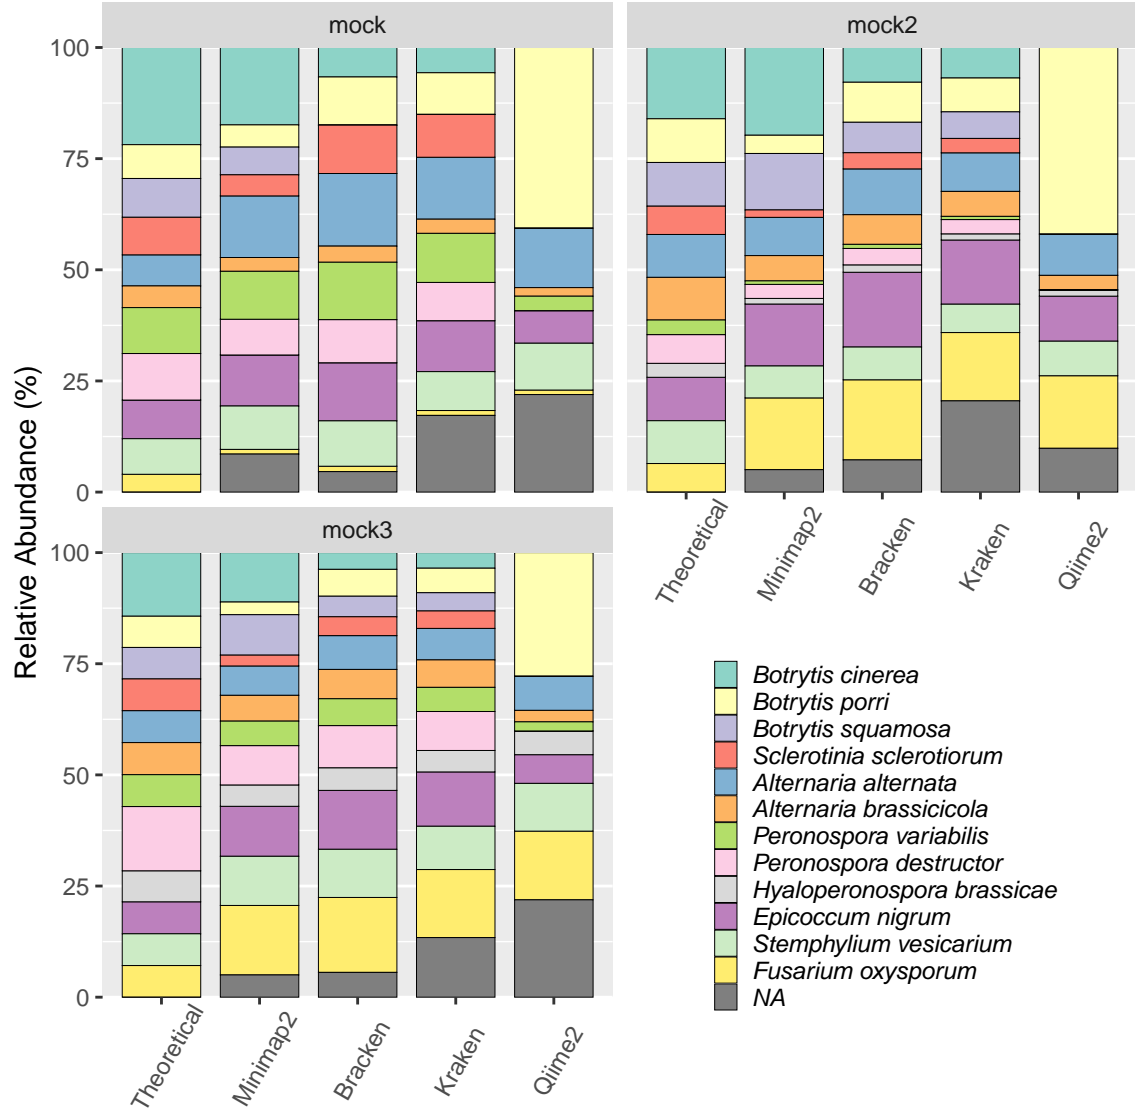 mock
mock2
100
75
50
25
0
Theoretical
Minimap2
Bracken
Kraken
Qiime2
mock3
100
75
50
25
0
Relative Abundance (%)
Theoretical
Minimap2
Bracken
Kraken
Qiime2
Botrytis cinerea
Botrytis porri
Botrytis squamosa
Sclerotinia sclerotiorum
Alternaria alternata
Alternaria brassicicola
Peronospora variabilis
Peronospora destructor
Hyaloperonospora brassicae
Epicoccum nigrum
Stemphylium vesicarium
Fusarium oxysporum
NA